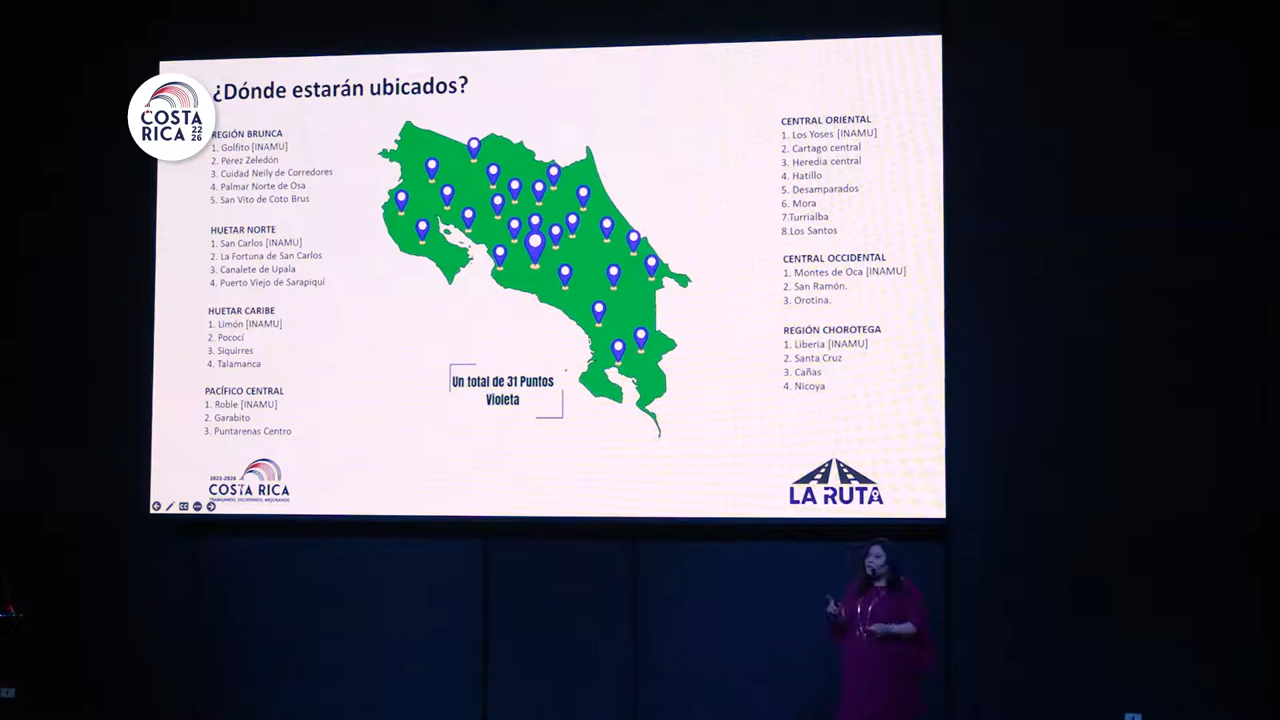 COSTA
RICA 22
26
¿Dónde estarán ubicados?
REGIÓN BRUNCA
1. Golfito [INAMU]
2. Pérez Zeledón
3. Cuidad Neily de Corredores
4. Palmar Norte de Osa
5. San Vito de Coto Brus
HUETAR NORTE
1. San Carlos [INAMU]
2. La Fortuna de San Carlos
3. Canalete de Upala
4. Puerto Viejo de Sarapiquí
HUETAR CARIBE
1. Limón [INAMU]
2. Pococí
3. Siquirres
4. Talamanca
PACÍFICO CENTRAL
1. Roble [INAMU]
2. Garabito
3. Puntarenas Centro
Un total de 31 Puntos
Violeta
CENTRAL ORIENTAL
1. Los Yoses [INAMU]
2. Cartago central
3. Heredia central
4. Hatillo
5. Desamparados
6. Mora
7.Turrialba
8.Los Santos
CENTRAL OCCIDENTAL
1. Montes de Oca [INAMU]
2. San Ramón.
3. Orotina.
REGIÓN CHOROTEGA
1. Liberia [INAMU]
2. Santa Cruz
3. Cañas
4. Nicoya
2022-2026
COSTA RICA
TRABAJANDO, DECIDIENDO, MEJORANDO
LA RUTA